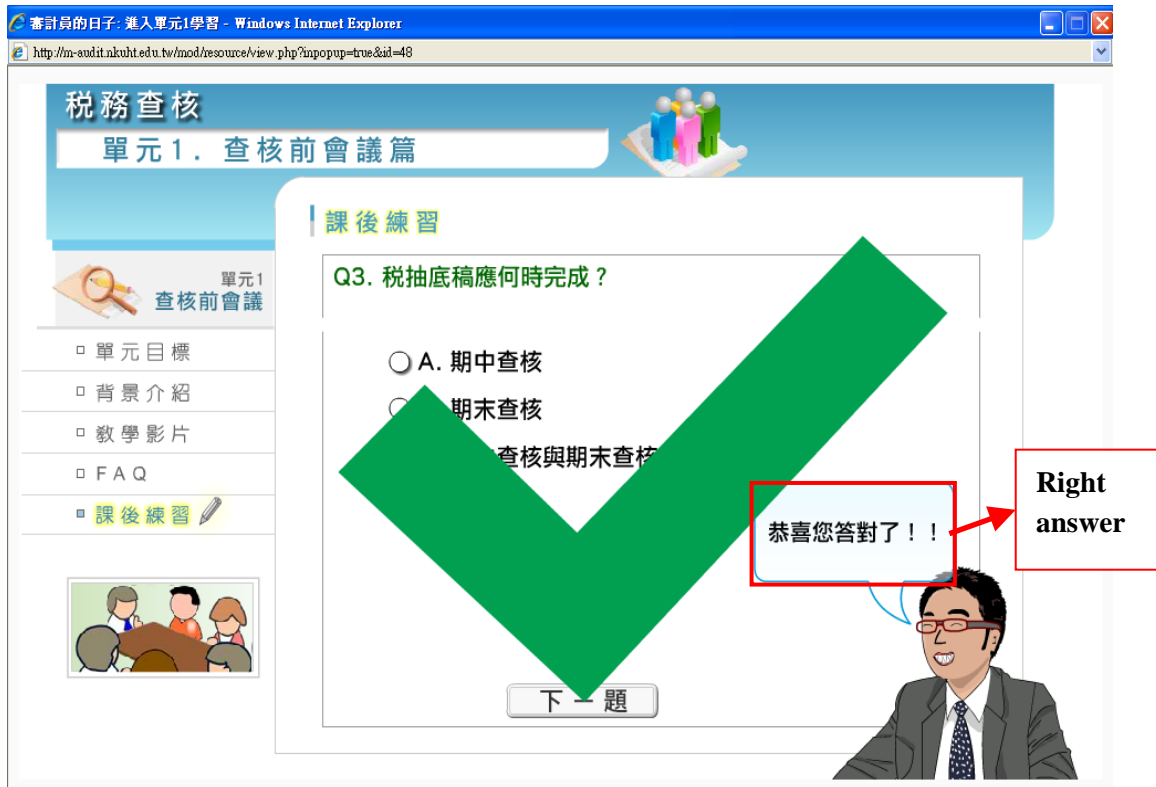 審計員的日子: 進入單元1學習 - Windows Internet Explorer
http://m-audit.nkuht.edu.tw/mod/resource/view.php?inpopup=true&id=48
税務查核
單元1. 查核前會議篇
單元1
查核前會議
單元目標
背景介紹
教學影片
FAQ
課後練習
課後練習
Q3. 税抽底稿應何時完成？
A. 期中查核
期末查核
查核與期末查核
恭喜您答對了！！
下一題
Right
answer